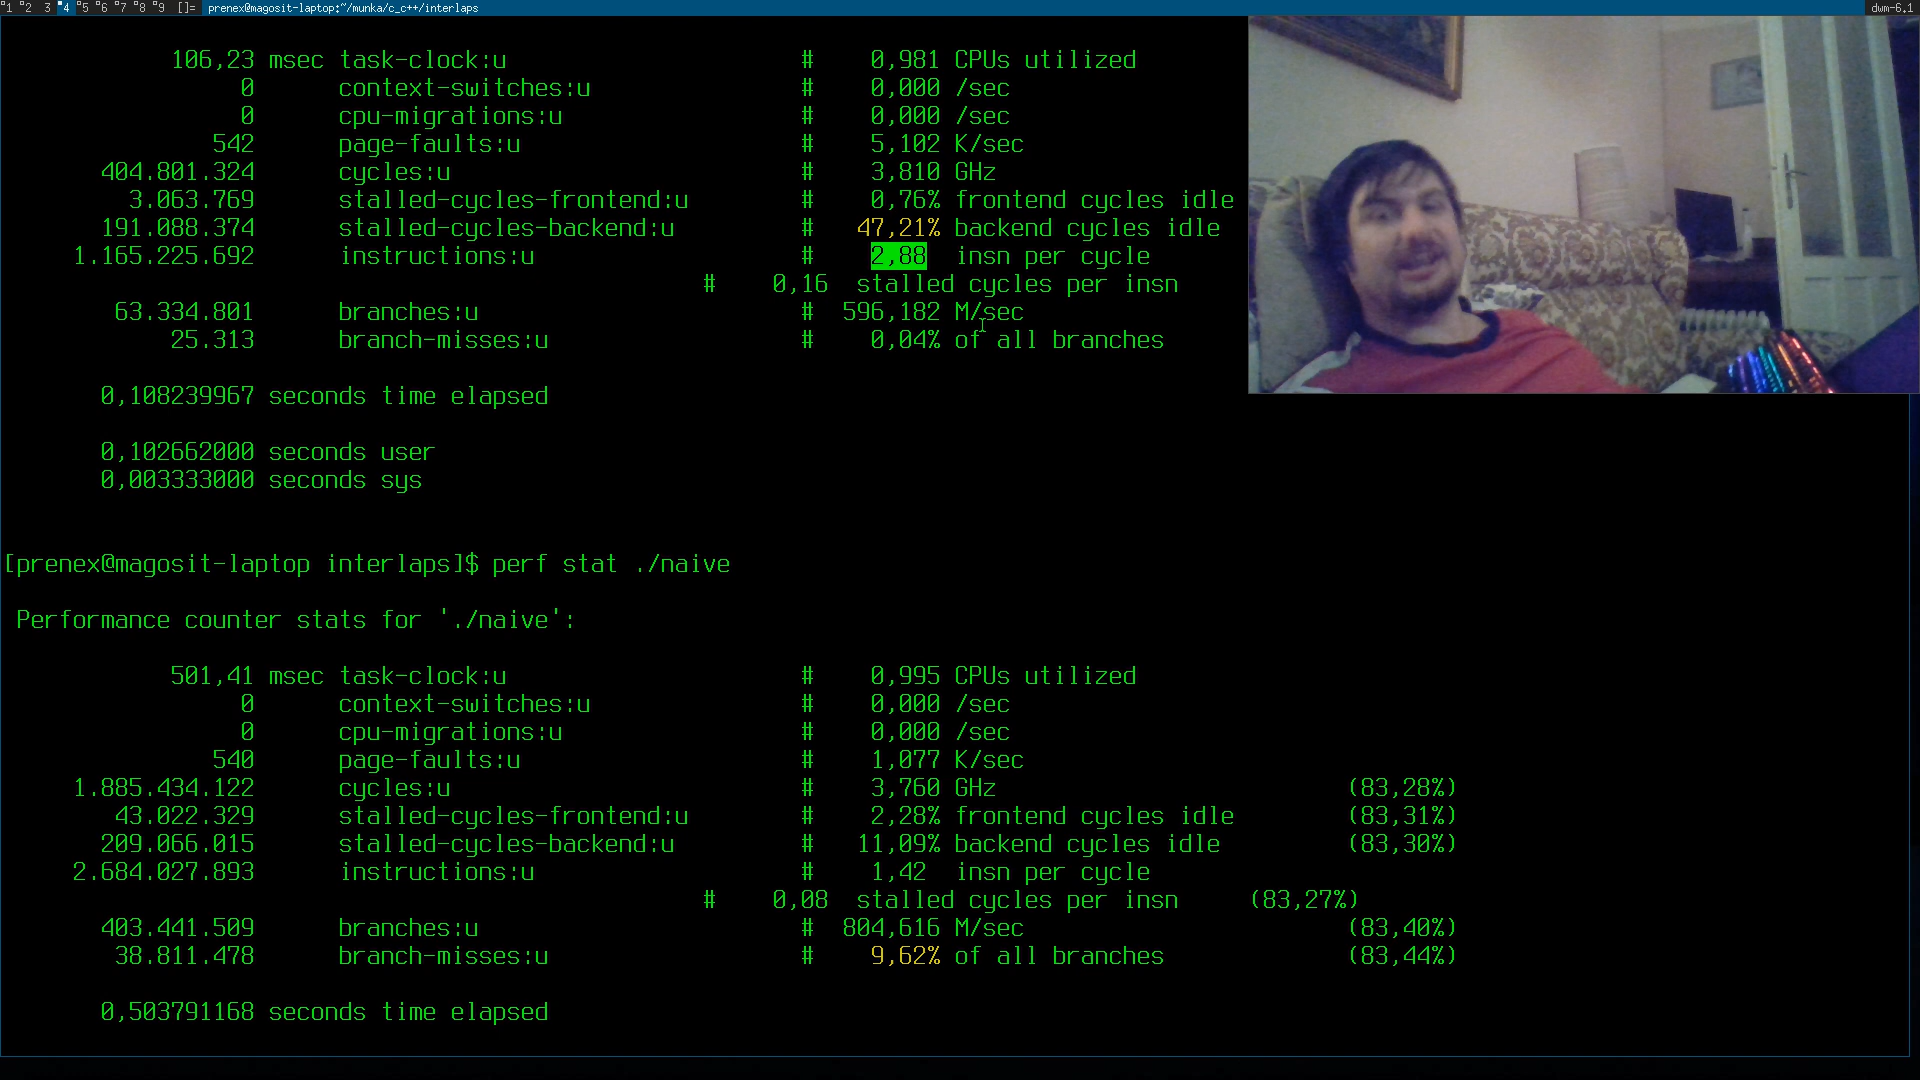 1 2 3 4 5 6 7 8 9 []= prenex@magosit-laptop:~/munka/c_c++/interlaps dwm-6.1
106,23 msec task-clock:u # 0,981 CPUs utilized
0 context-switches:u # 0,000 /sec
0 cpu-migrations:u # 0,000 /sec
542 page-faults:u # 5,102 K/sec
404.801.324 cycles:u # 3,810 GHz
3.063.769 stalled-cycles-frontend:u # 0,76% frontend cycles idle
191.088.374 stalled-cycles-backend:u # 47,21% backend cycles idle
1.165.225.692 instructions:u # 2,88 insn per cycle
# 0,16 stalled cycles per insn
63.334.801 branches:u # 596,182 M/sec
25.313 branch-misses:u # 0,04% of all branches
0,108239967 seconds time elapsed
0,102662000 seconds user
0,003333000 seconds sys
[prenex@magosit-laptop interlaps]$ perf stat ./naive
Performance counter stats for './naive':
501,41 msec task-clock:u # 0,995 CPUs utilized
0 context-switches:u # 0,000 /sec
0 cpu-migrations:u # 0,000 /sec
540 page-faults:u # 1,077 K/sec
1.885.434.122 cycles:u # 3,760 GHz (83,28%)
43.022.329 stalled-cycles-frontend:u # 2,28% frontend cycles idle (83,31%)
209.066.015 stalled-cycles-backend:u # 11,09% backend cycles idle (83,30%)
2.684.027.893 instructions:u # 1,42 insn per cycle
# 0,08 stalled cycles per insn (83,27%)
403.441.509 branches:u # 804,616 M/sec (83,40%)
38.811.478 branch-misses:u # 9,62% of all branches (83,44%)
0,503791168 seconds time elapsed